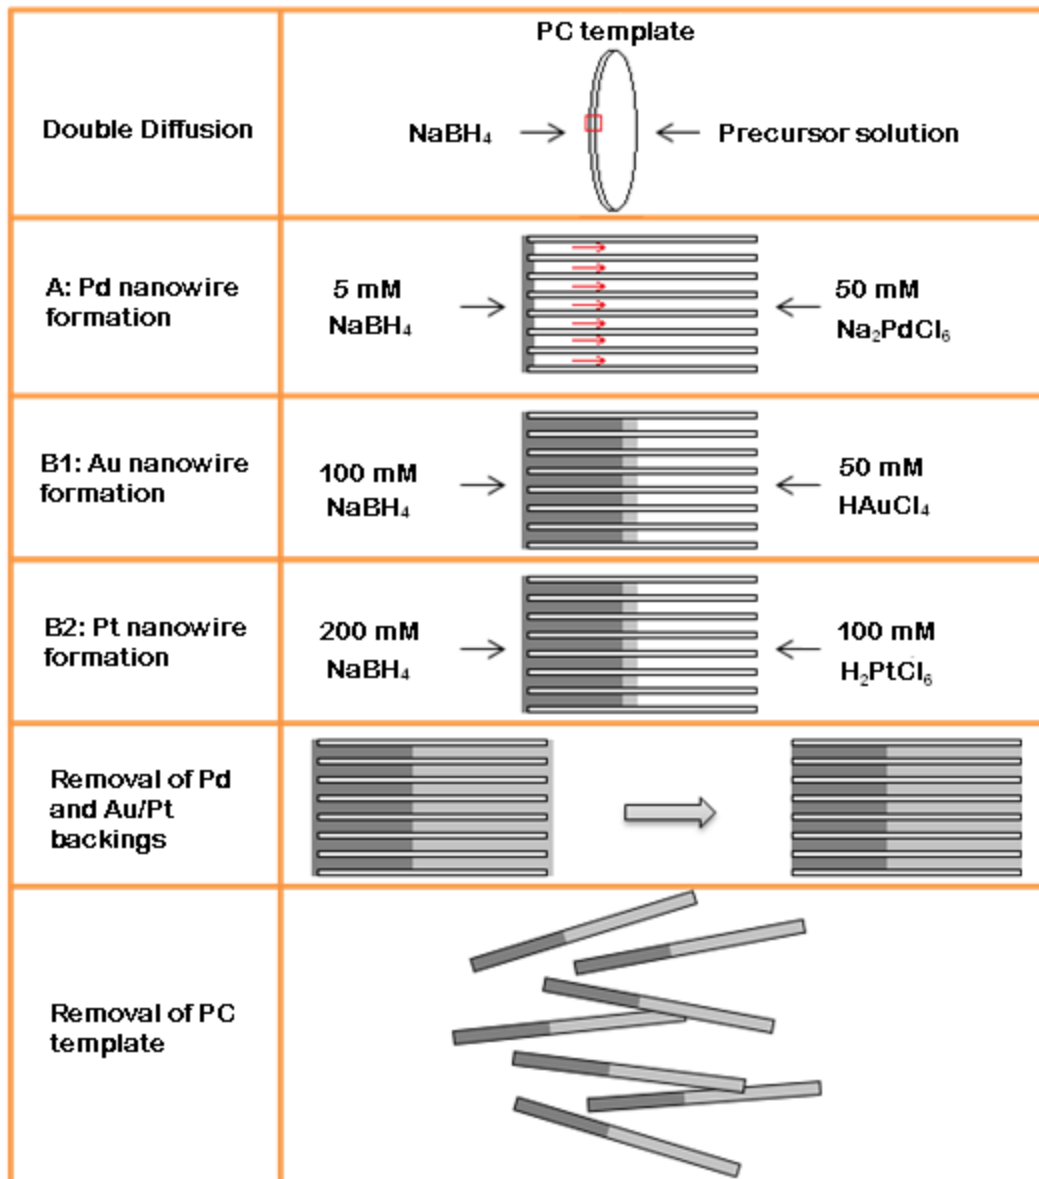 PC template
Double Diffusion
NaBH₄
Precursor solution
A: Pd nanowire
formation
5 mM
NaBH₄
50 mM
Na₂PdCl₆
B1: Au nanowire
formation
100 mM
NaBH₄
50 mM
HAuCl₄
B2: Pt nanowire
formation
200 mM
NaBH₄
100 mM
H₂PtCl₆
Removal of Pd
and Au/Pt
backings
Removal of PC
template